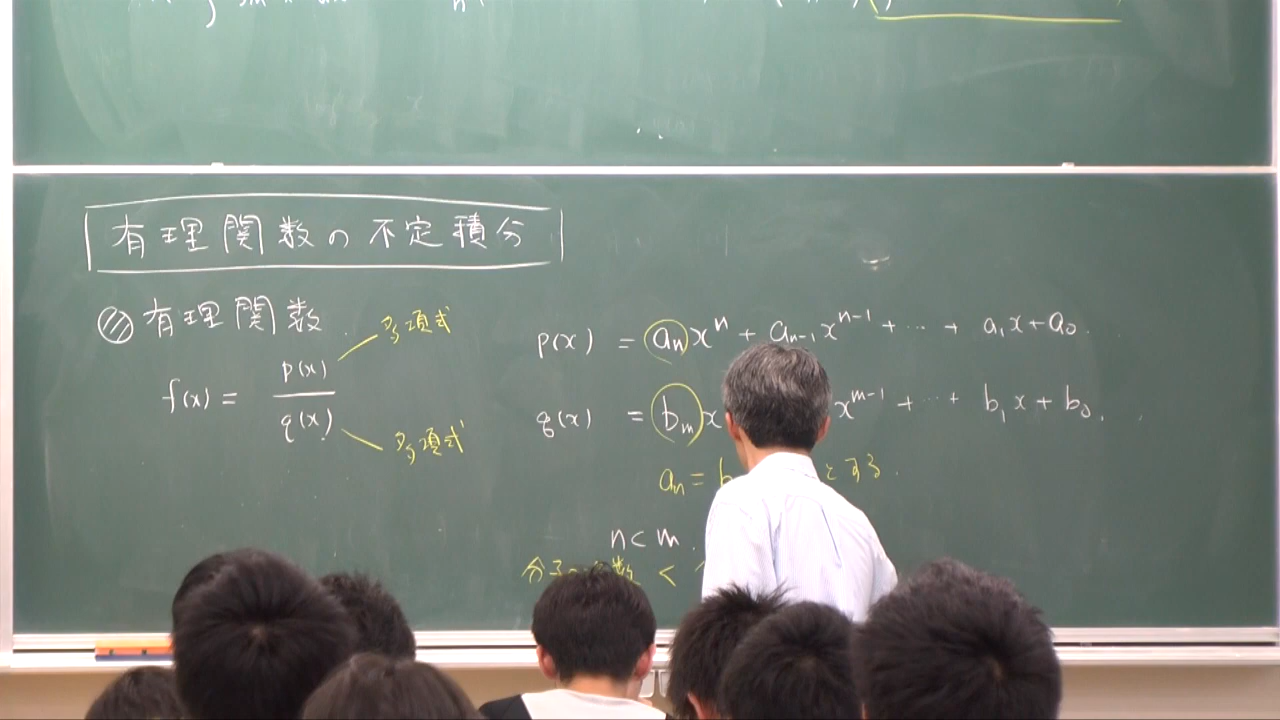 有理関数の不定積分
有理関数
f(x) = p(x) / q(x)
多項式
多項式
p(x) = aₙxⁿ + aₙ₋₁xⁿ⁻¹ + … + a₁x + a₀.
q(x) = bₘx xᵐ⁻¹ + … + b₁x + b₀.
aₙ = b とする.
n < m.
分子 数 <